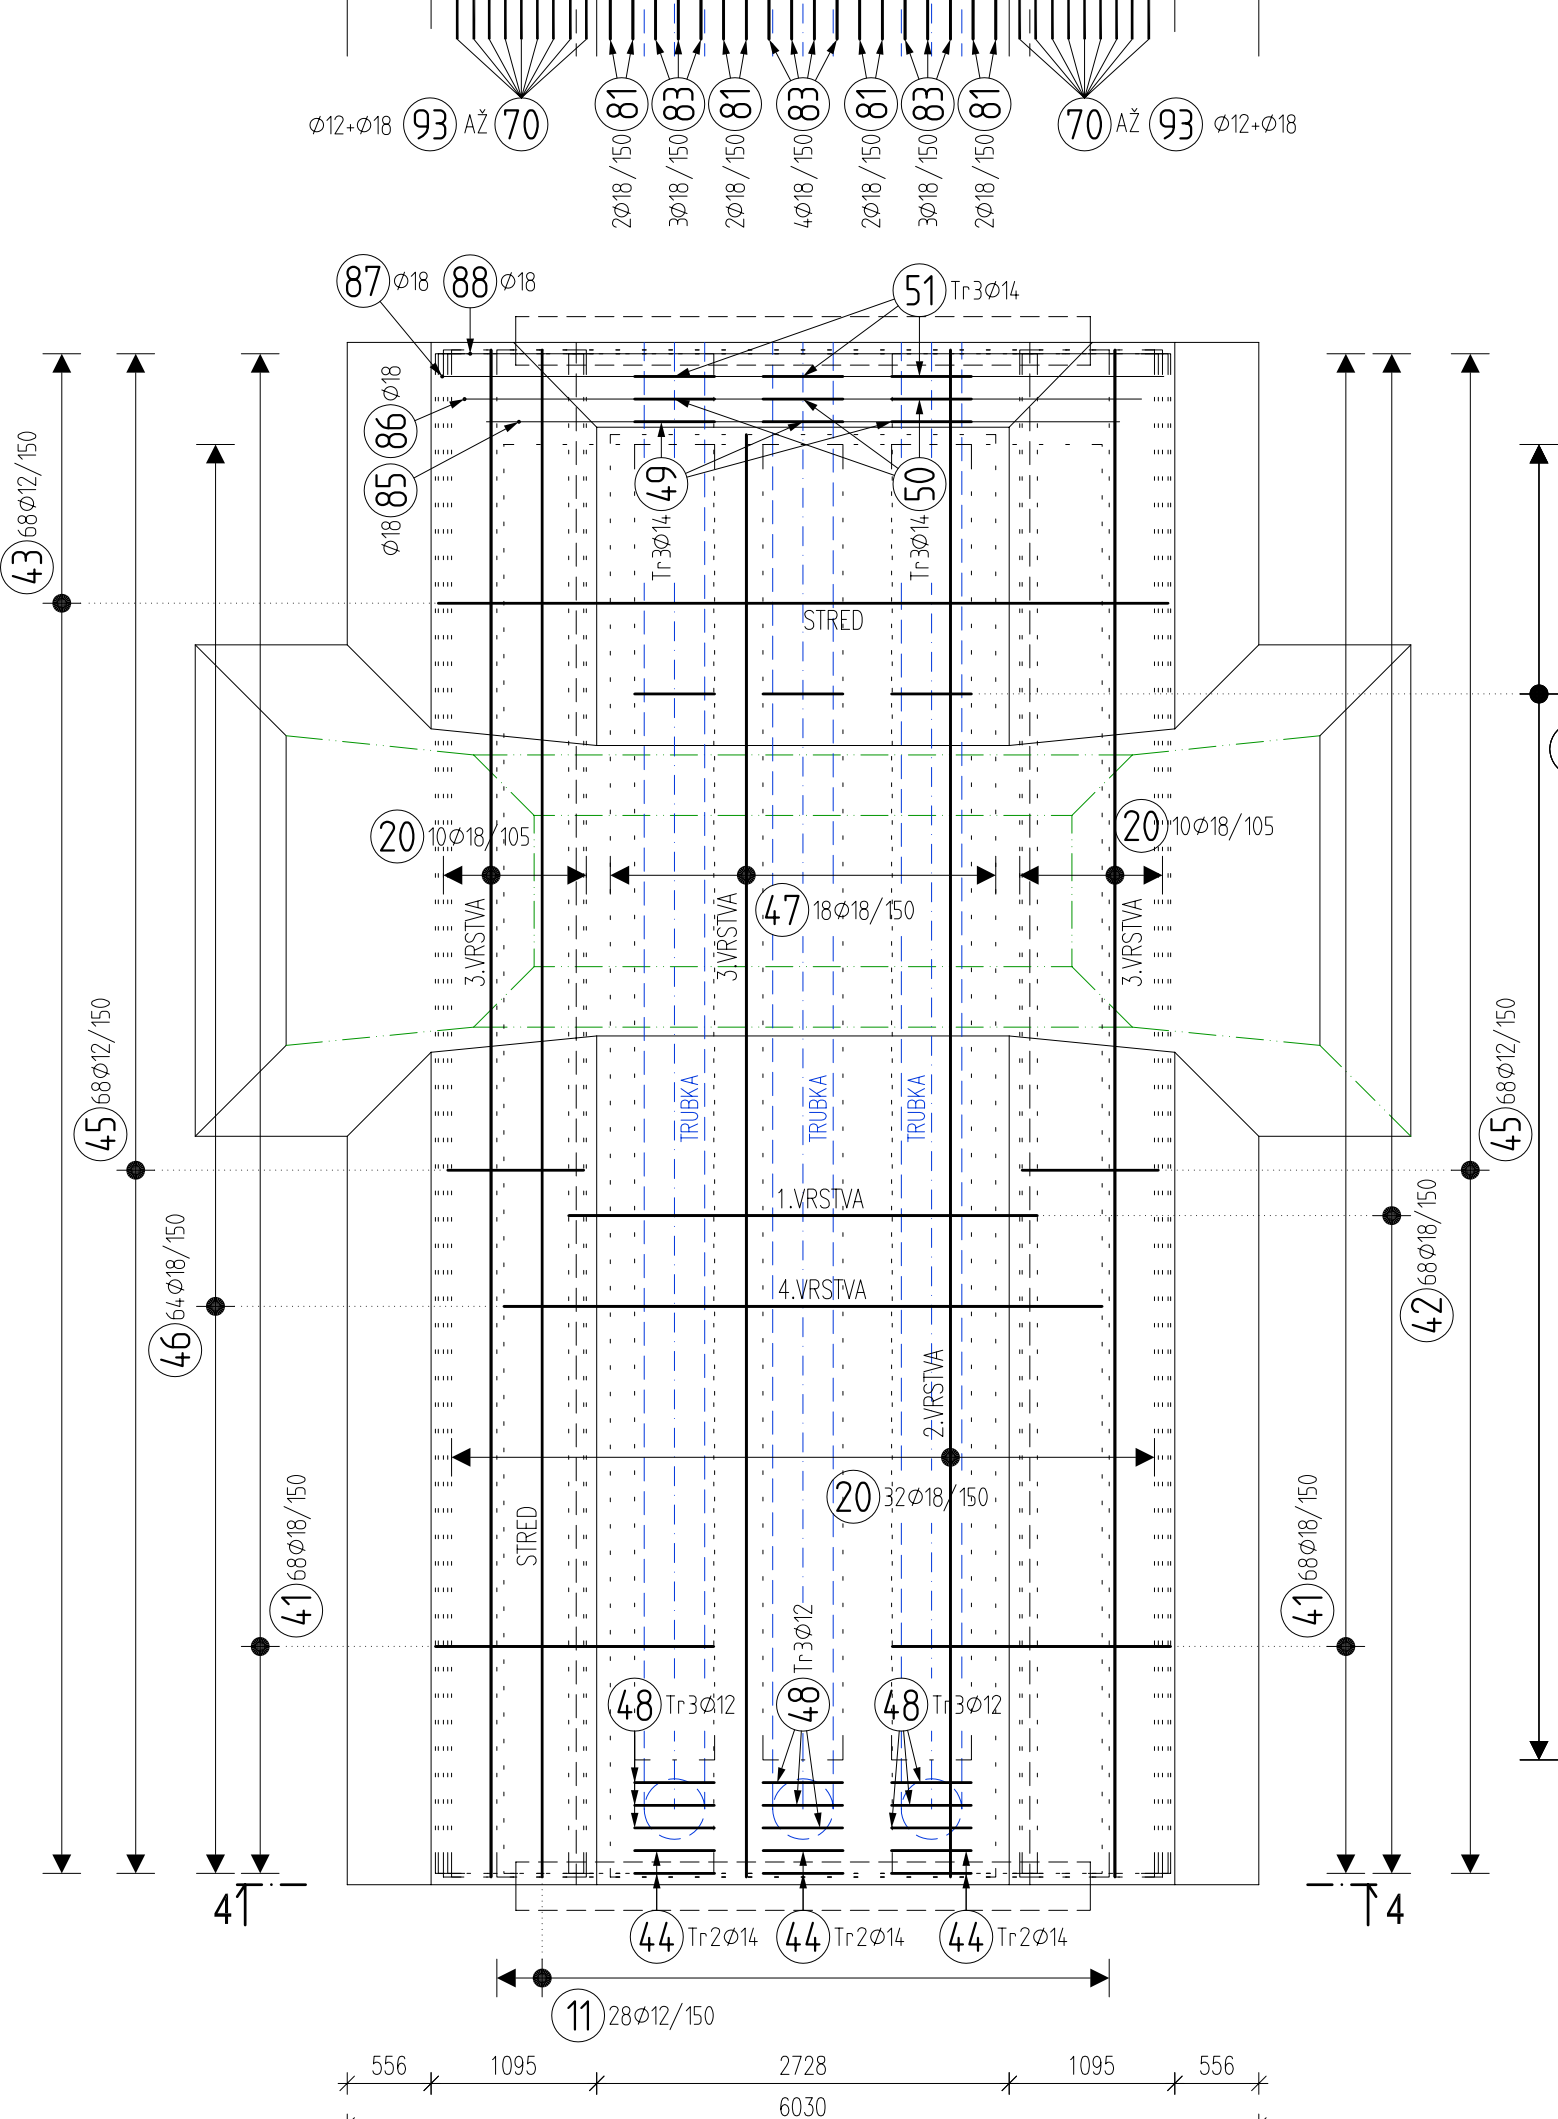 Ø12+Ø18 93 AŽ 70
81 83 81 83 81 83 81
70 AŽ 93 Ø12+Ø18
2Ø18/150 3Ø18/150 2Ø18/150 4Ø18/150 2Ø18/150 3Ø18/150 2Ø18/150
87 Ø18 88 Ø18
51 Tr3Ø14
86 Ø18
85 Ø18
49 Tr3Ø14
50 Tr3Ø14
43 68Ø12/150
STRED
20 10Ø18/105
20 10Ø18/105
47 18Ø18/150
3.VRSTVA
3.VRSTVA
3.VRSTVA
45 68Ø12/150
45 68Ø12/150
TRUBKA
TRUBKA
TRUBKA
1.VRSTVA
42 68Ø18/150
46 64Ø18/150
4.VRSTVA
2.VRSTVA
20 32Ø18/150
STRED
41 68Ø18/150
41 68Ø18/150
48 Tr3Ø12
48 Tr3Ø12
48 Tr3Ø12
4
4
44 Tr2Ø14
44 Tr2Ø14
44 Tr2Ø14
11 28Ø12/150
556 1095 2728 1095 556
6030